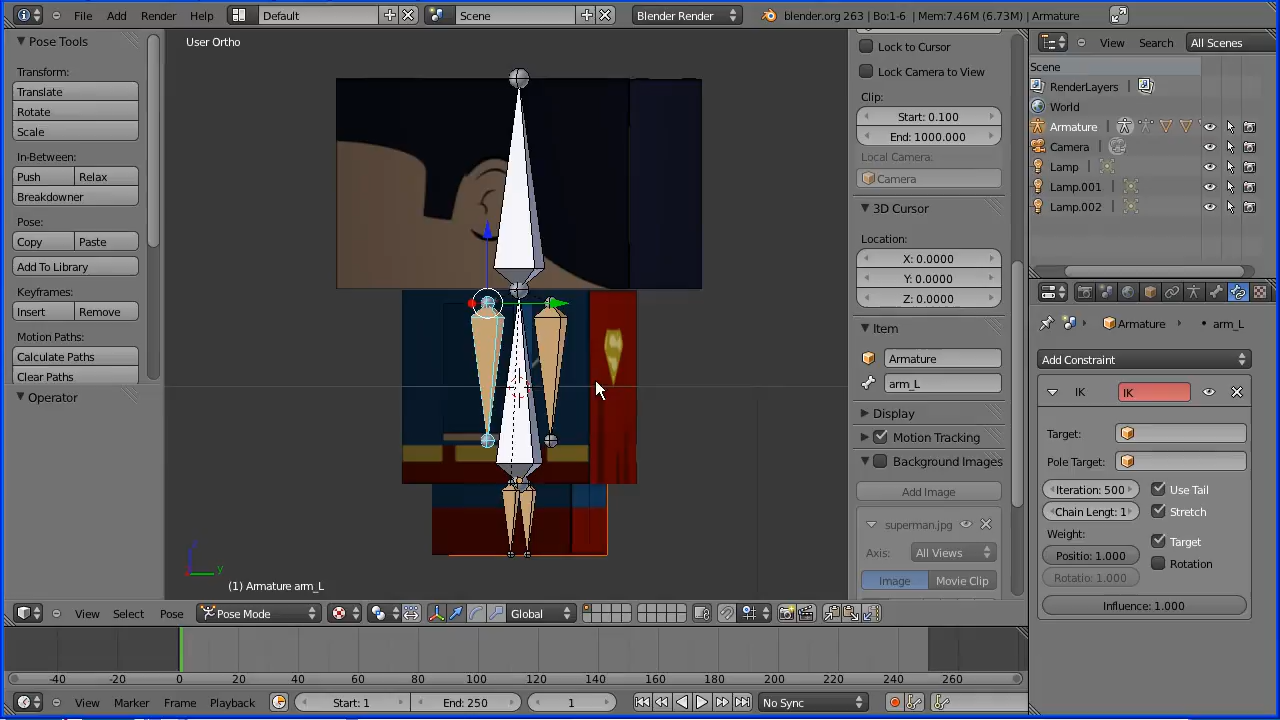 File Add Render Help Default Scene Blender Render blender.org 263 | Bo:1-6 | Mem:7.46M (6.73M) | Armature
Pose Tools
Transform:
Translate
Rotate
Scale
In-Between:
Push Relax
Breakdowner
Pose:
Copy Paste
Add To Library
Keyframes:
Insert Remove
Motion Paths:
Calculate Paths
Clear Paths
Operator
User Ortho
(1) Armature arm_L
Lock to Cursor
Lock Camera to View
Clip:
Start: 0.100
End: 1000.000
Local Camera:
Camera
3D Cursor
Location:
X: 0.0000
Y: 0.0000
Z: 0.0000
Item
Armature
arm_L
Display
Motion Tracking
Background Images
Add Image
superman.jpg
Axis: All Views
Image Movie Clip
View Search All Scenes
Scene
RenderLayers
World
Armature
Camera
Lamp
Lamp.001
Lamp.002
Armature arm_L
Add Constraint
IK IK
Target:
Pole Target:
Iteration: 500 Use Tail
Chain Lengt: 1 Stretch
Weight:
Positio: 1.000 Target
Rotatio: 1.000 Rotation
Influence: 1.000
View Select Pose Pose Mode Global
-40 -20 0 20 40 60 80 100 120 140 160 180 200 220 240 260
View Marker Frame Playback Start: 1 End: 250 1 No Sync
z
y